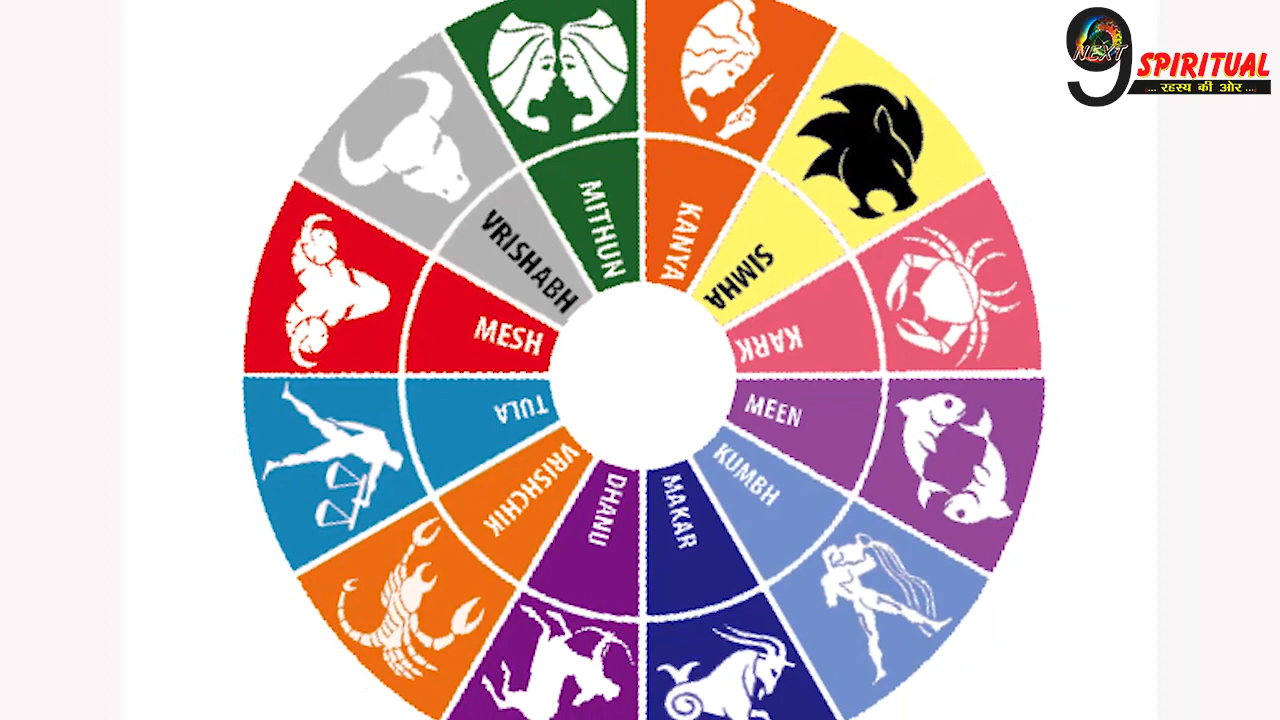 9
NEXT
SPIRITUAL
... रहस्य की ओर ...
MITHUN
KANYA
VRISHABH
SIMHA
MESH
KARK
TULA
MEEN
VRISHCHIK
KUMBH
DHANU
MAKAR